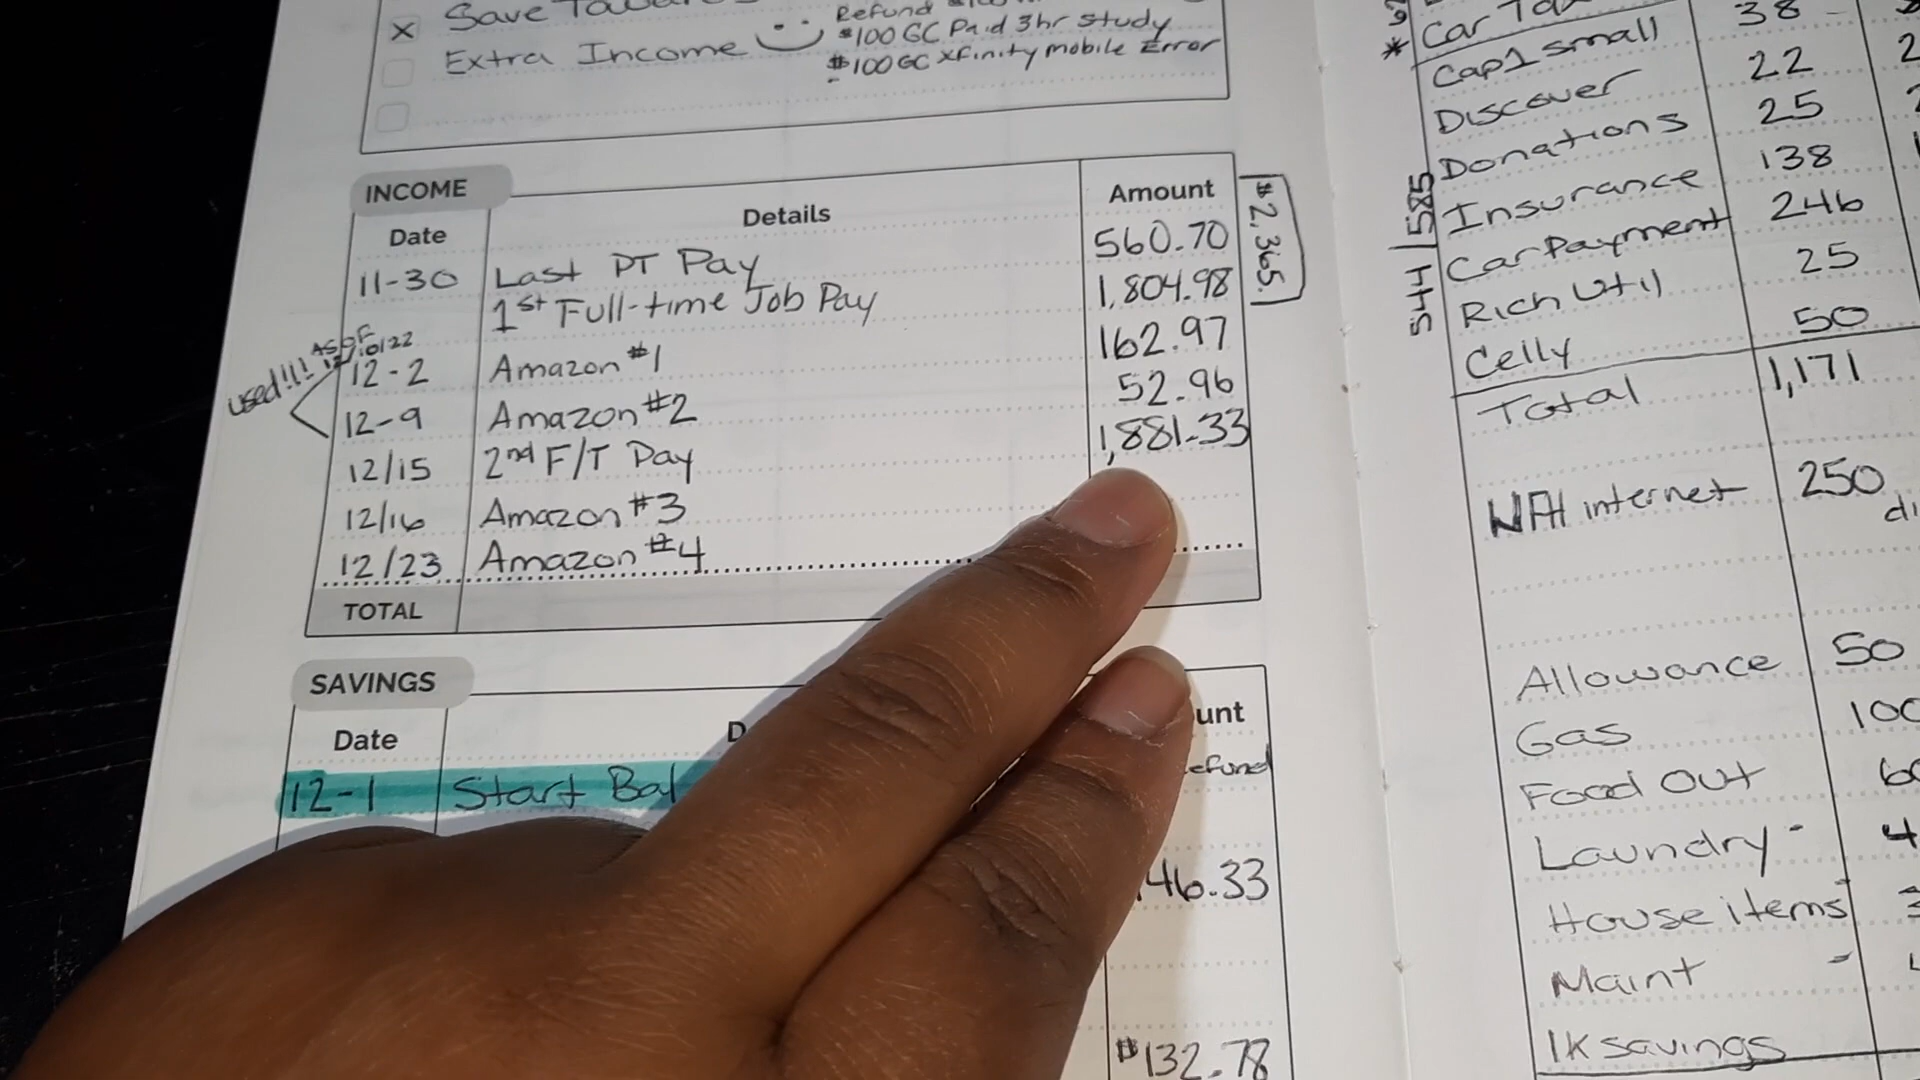 x Save
Extra Income
Refund
$100 GC Paid 3hr study
$100 GC Xfinity mobile Error
INCOME
Date Details Amount
11-30 Last PT Pay 560.70
1st Full-time Job Pay 1,804.98
12-2 Amazon #1 162.97
12-9 Amazon #2 52.96
12/15 2nd F/T Pay 1,881.33
12/16 Amazon #3
12/23 Amazon #4
TOTAL
$2,365.
used!!!
SAVINGS
Date
12-1 Start Bal
46.33
$132.78
* Car
Cap1 small 38
Discover 22
Donations 25
Insurance 138
Car Payment 246
Rich Util 25
Celly 50
Total 1,171
544 | 585
internet 250
Allowance 50
Gas
Food Out
Laundry -
House items
Maint -
1K savings